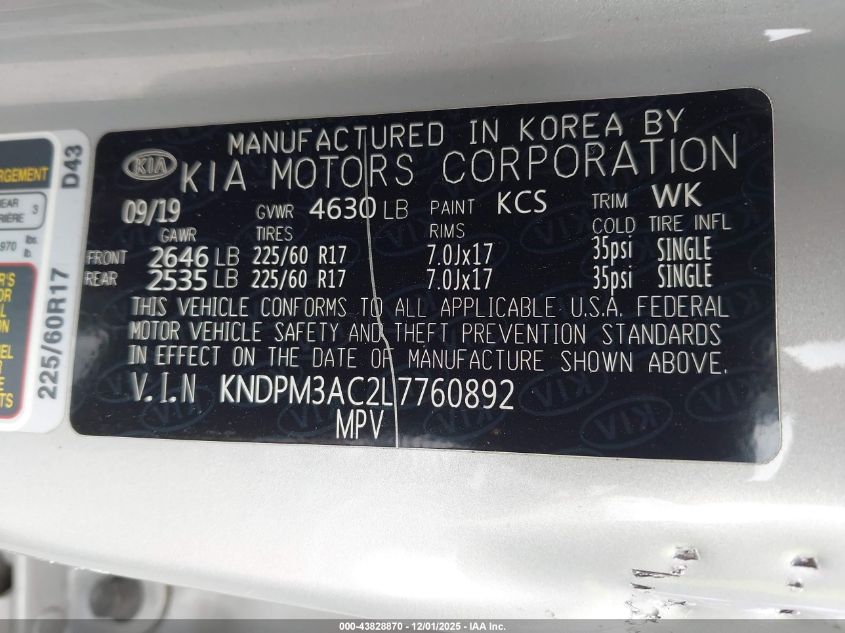 MANUFACTURED IN KOREA BY
KIA KIA MOTORS CORPORATION
09/19 GVWR 4630 LB PAINT KCS TRIM WK
GAWR TIRES RIMS COLD TIRE INFL
FRONT 2646 LB 225/60 R17 7.0Jx17 35psi SINGLE
REAR 2535 LB 225/60 R17 7.0Jx17 35psi SINGLE
THIS VEHICLE CONFORMS TO ALL APPLICABLE U.S.A. FEDERAL
MOTOR VEHICLE SAFETY AND THEFT PREVENTION STANDARDS
IN EFFECT ON THE DATE OF MANUFACTURE SHOWN ABOVE.
V.I.N KNDPM3AC2L7760892
MPV
D43
225/60R17
000-43828870 - 12/01/2025 - IAA Inc.